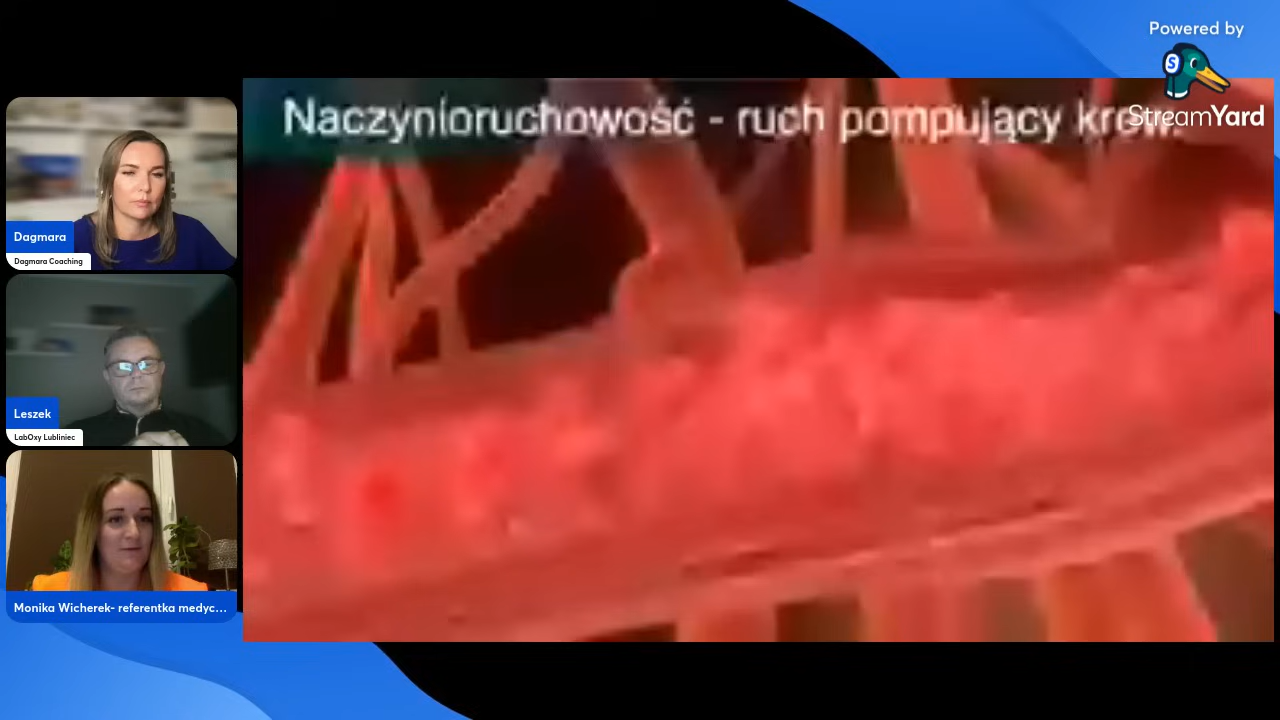 Powered by
StreamYard
Naczynioruchowość - ruch pompujący
Dagmara
Dagmara Coaching
Leszek
LabOxy Lubliniec
Monika Wicherek- referentka medyc...